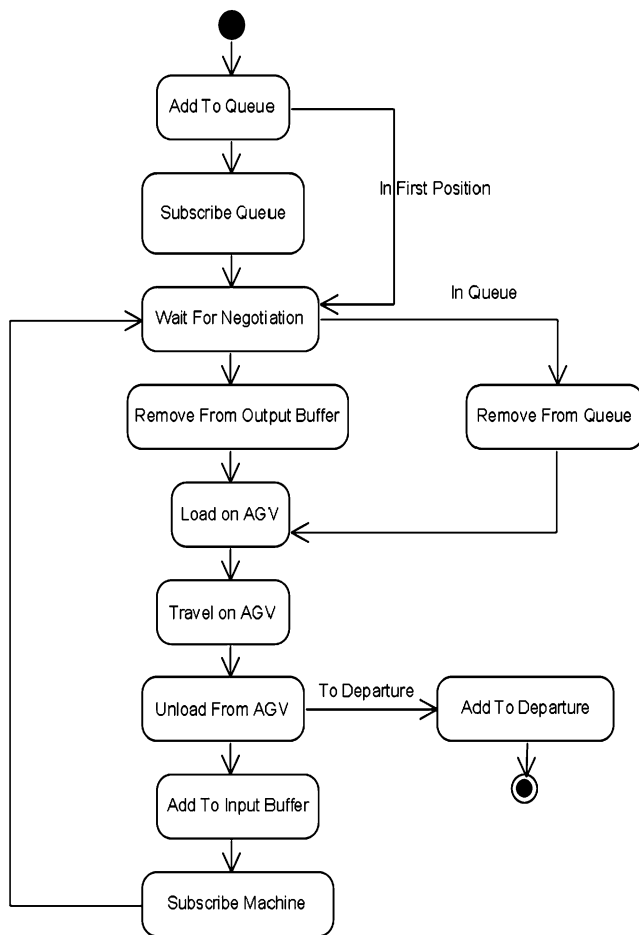 Add To Queue
In First Position
Subscribe Queue
In Queue
Wait For Negotiation
Remove From Output Buffer
Remove From Queue
Load on AGV
Travel on AGV
To Departure
Unload From AGV
Add To Departure
Add To Input Buffer
Subscribe Machine